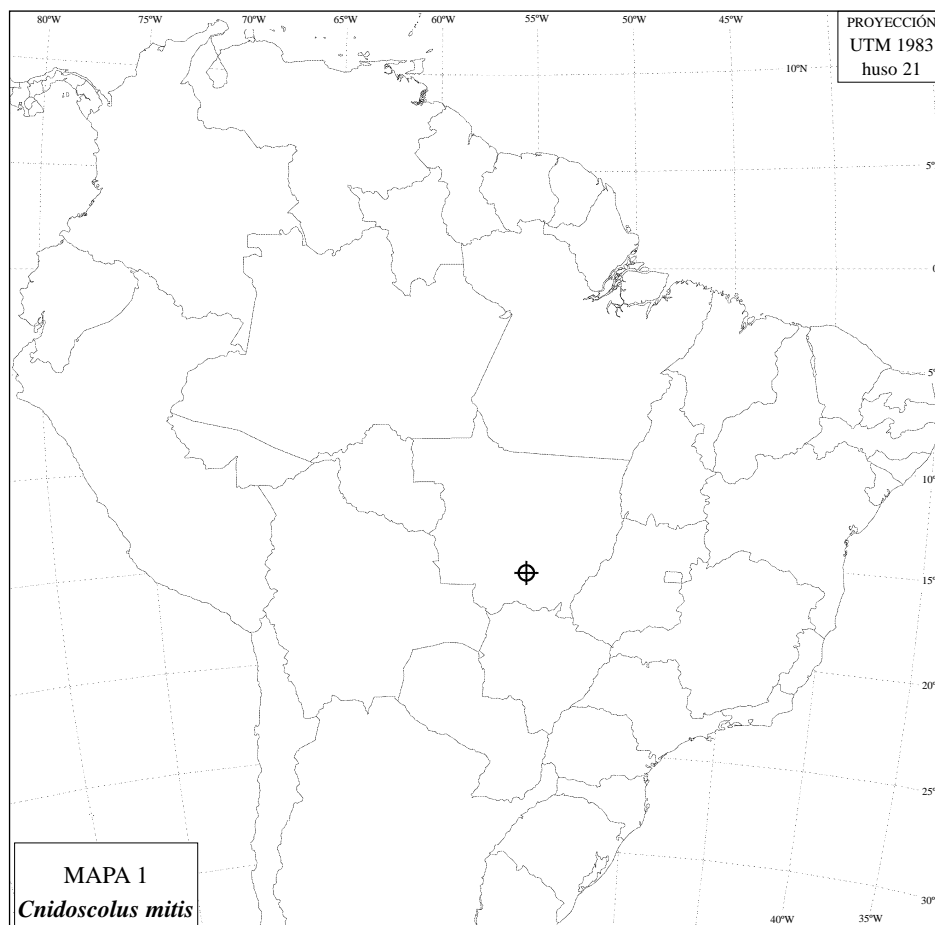 80ºW 75ºW 70ºW 65ºW 60ºW 55ºW 50ºW 45ºW
PROYECCIÓN
UTM 1983
huso 21
10ºN
5º
0
5º
10º
15º
20º
25º
30º
MAPA 1
Cnidoscolus mitis
40ºW 35ºW